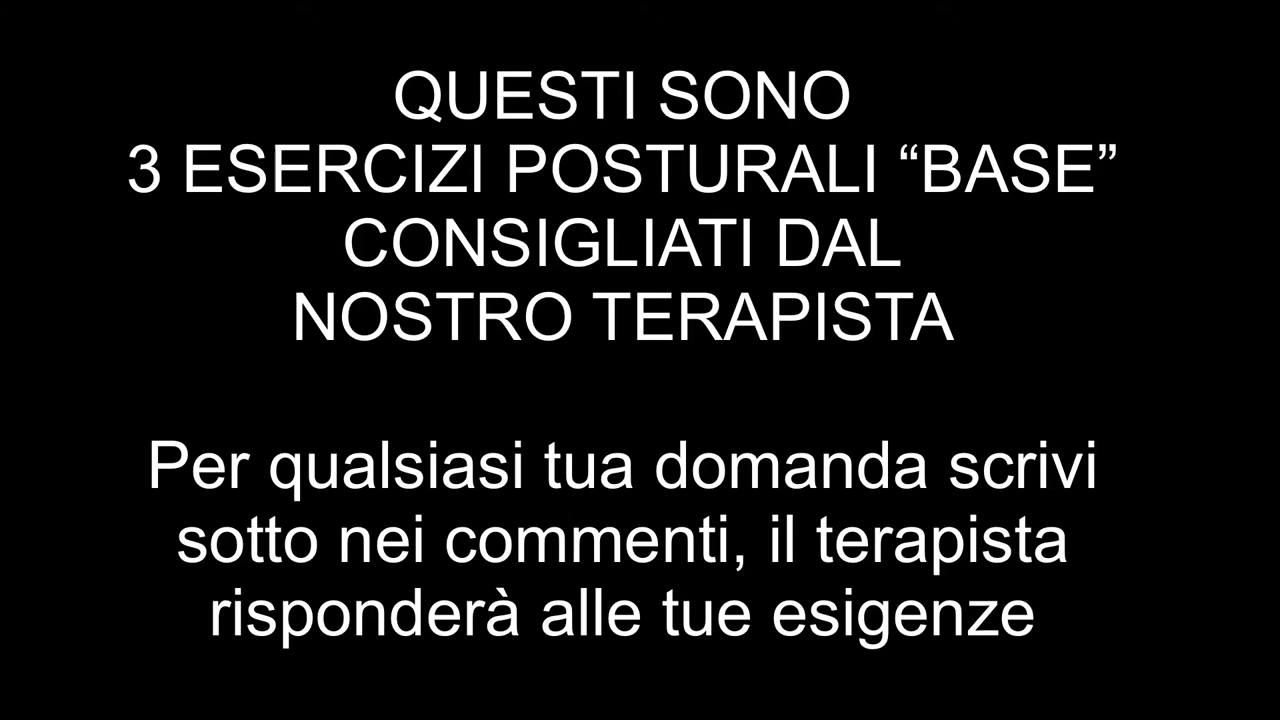 QUESTI SONO
3 ESERCIZI POSTURALI “BASE”
CONSIGLIATI DAL
NOSTRO TERAPISTA
Per qualsiasi tua domanda scrivi
sotto nei commenti, il terapista
risponderà alle tue esigenze